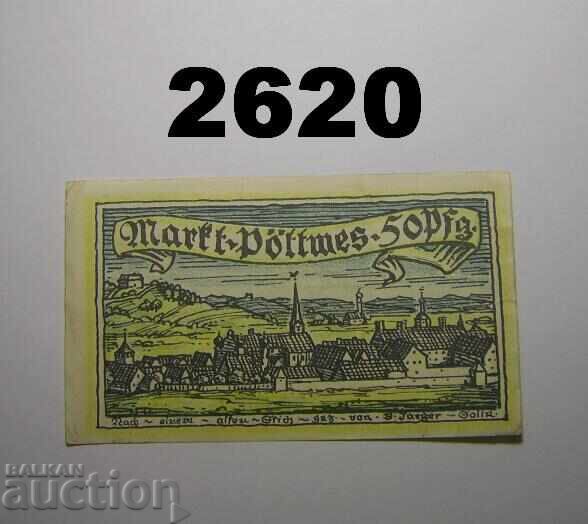 2620
Markt-Pöttmes-50Pfg.
Nach - einem - alten - Stich - gez - von - S. Jaeger -
BALKAN
auction